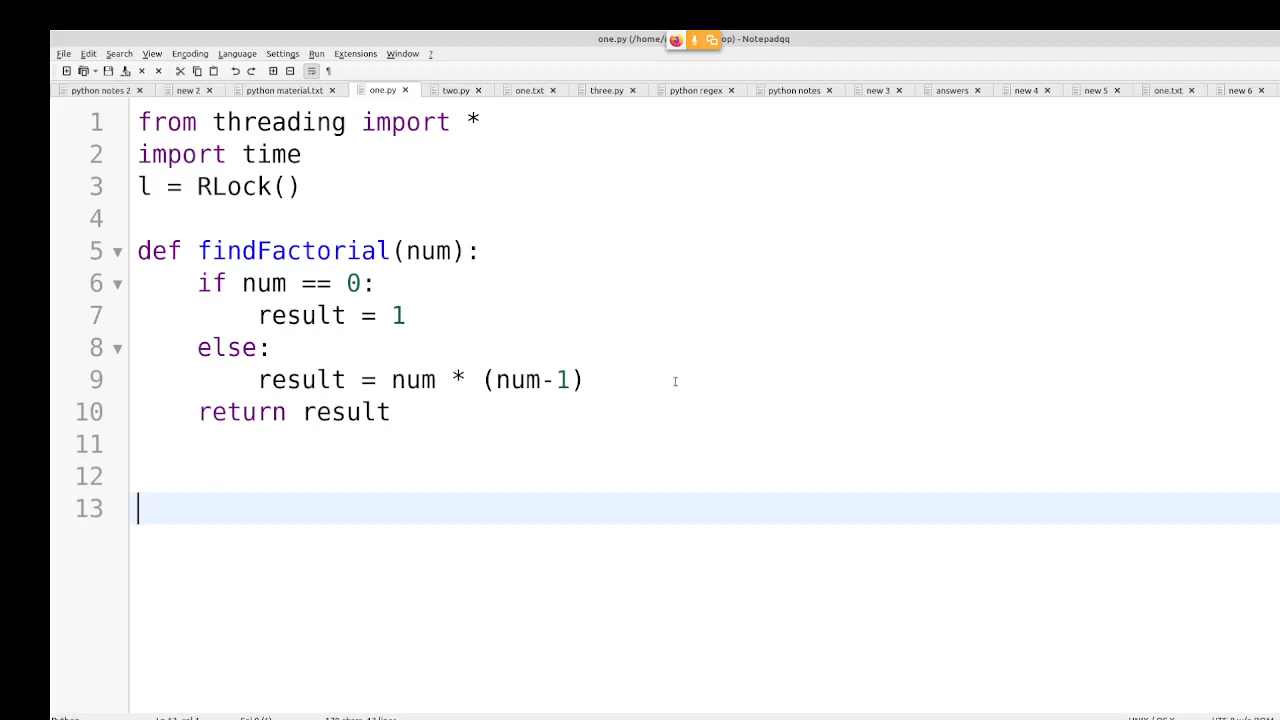 one.py (/home/ op) - Notepadqq
File Edit Search View Encoding Language Settings Run Extensions Window ?
python notes 2 new 2 python material.txt one.py two.py one.txt three.py python regex python notes new 3 answers new 4 new 5 one.txt new 6
1 from threading import *
2 import time
3 l = RLock()
4
5 def findFactorial(num):
6 if num == 0:
7 result = 1
8 else:
9 result = num * (num-1)
10 return result
11
12
13